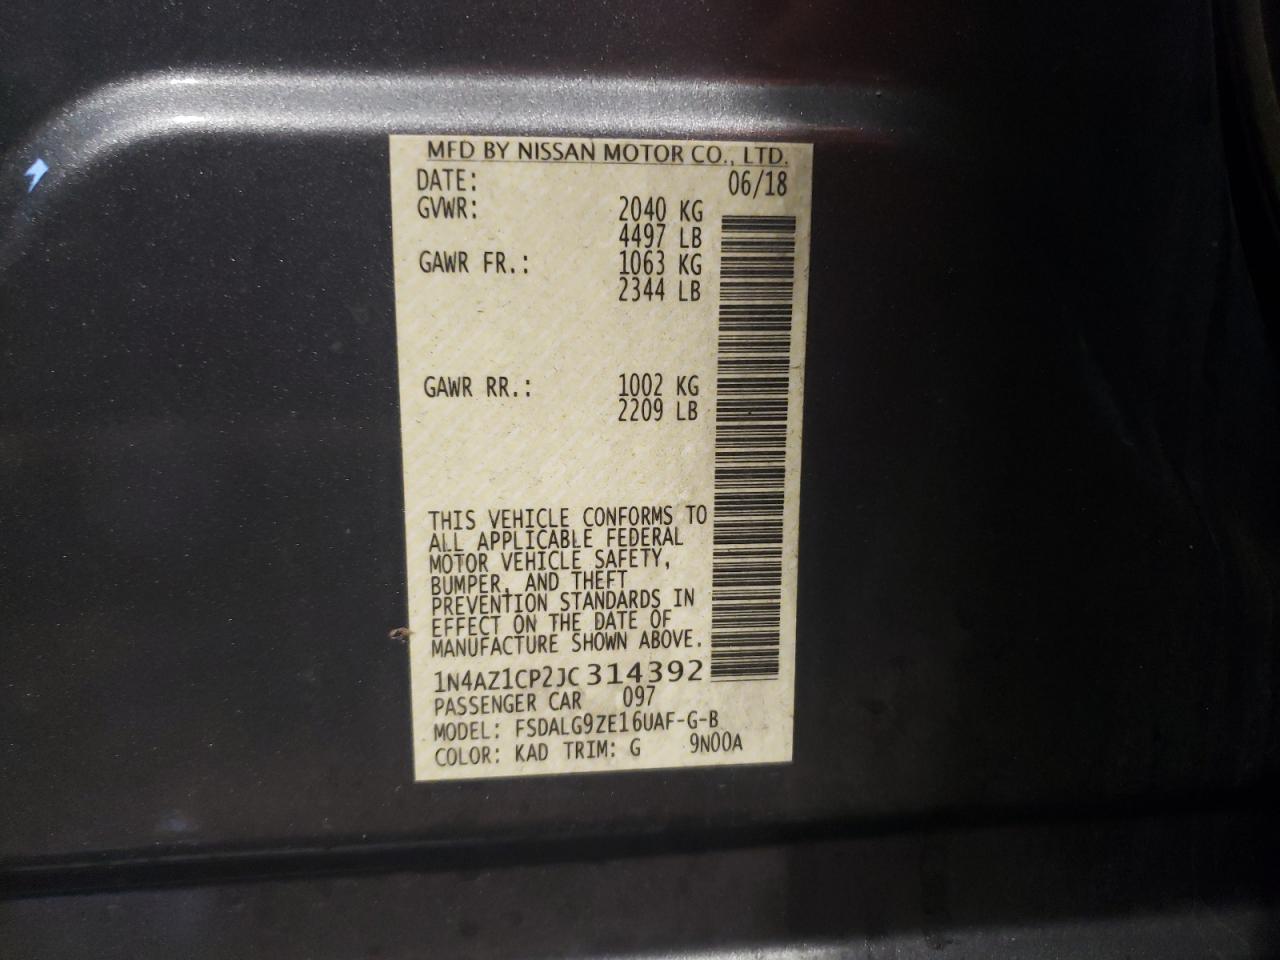 MFD BY NISSAN MOTOR CO., LTD.
DATE: 06/18
GVWR: 2040 KG
4497 LB
GAWR FR.: 1063 KG
2344 LB
GAWR RR.: 1002 KG
2209 LB
THIS VEHICLE CONFORMS TO
ALL APPLICABLE FEDERAL
MOTOR VEHICLE SAFETY,
BUMPER, AND THEFT
PREVENTION STANDARDS IN
EFFECT ON THE DATE OF
MANUFACTURE SHOWN ABOVE.
1N4AZ1CP2JC314392
PASSENGER CAR 097
MODEL: FSDALG9ZE16UAF-G-B
COLOR: KAD TRIM: G 9N00A